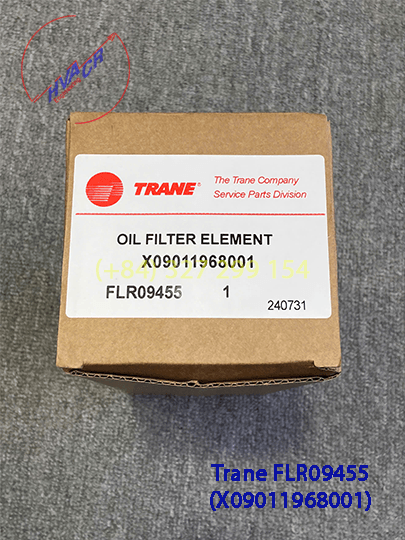 HVACR
TRANE®
The Trane Company
Service Parts Division
OIL FILTER ELEMENT
X09011968001
(+84) 327 299 154
FLR09455 1
240731
Trane FLR09455
(X09011968001)